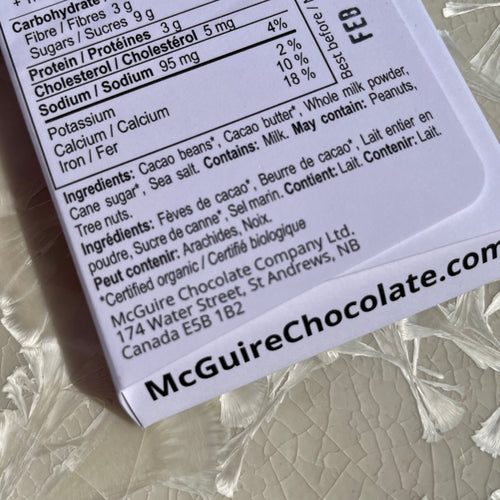 Carbohydrate /
Fibre / Fibres 3 g
Sugars / Sucres 9 g
Protein / Protéines 3 g
Cholesterol / Cholestérol 5 mg
Sodium / Sodium 95 mg 4%
Potassium 2 %
Calcium / Calcium 10 %
Iron / Fer 18 %
Best before /
FEB
Ingredients: Cacao beans*, Cacao butter*, Whole milk powder,
Cane sugar*, Sea salt. Contains: Milk. May contain: Peanuts,
Tree nuts.
Ingrédients: Fèves de cacao*, Beurre de cacao*, Lait entier en
poudre, Sucre de canne*, Sel marin. Contient: Lait. Contenir: Lait.
Peut contenir: Arachides, Noix.
*Certified organic / Certifié biologique
McGuire Chocolate Company Ltd.
174 Water Street, St Andrews, NB
Canada E5B 1B2
McGuireChocolate.com